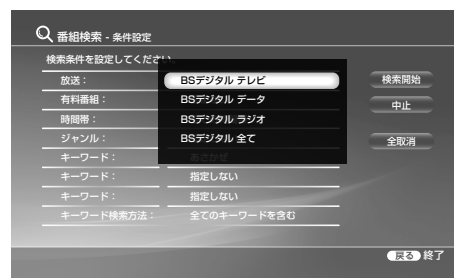 番組検索 - 条件設定
検索条件を設定してください。
放送：
BSデジタル テレビ
検索開始
有料番組：
BSデジタル データ
中止
時間帯：
BSデジタル ラジオ
ジャンル：
BSデジタル 全て
全取消
キーワード：
あさかぜ
キーワード：
指定しない
キーワード：
指定しない
キーワード検索方法：
全てのキーワードを含む
戻る 終了